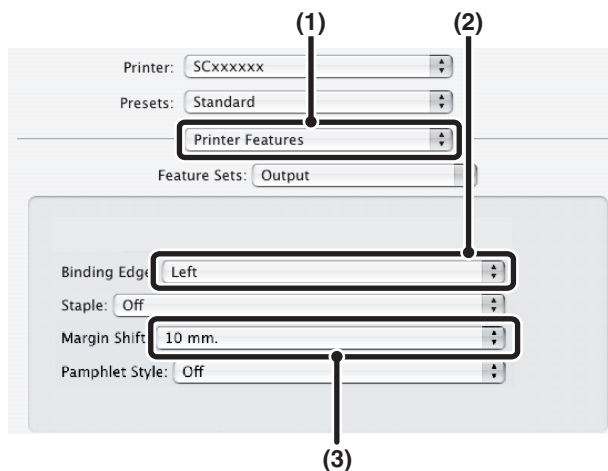 (1) (2)
Printer: SCxxxxxx
Presets: Standard
Printer Features
Feature Sets: Output
Binding Edge Left
Staple: Off
Margin Shift 10 mm.
Pamphlet Style: Off
(3)